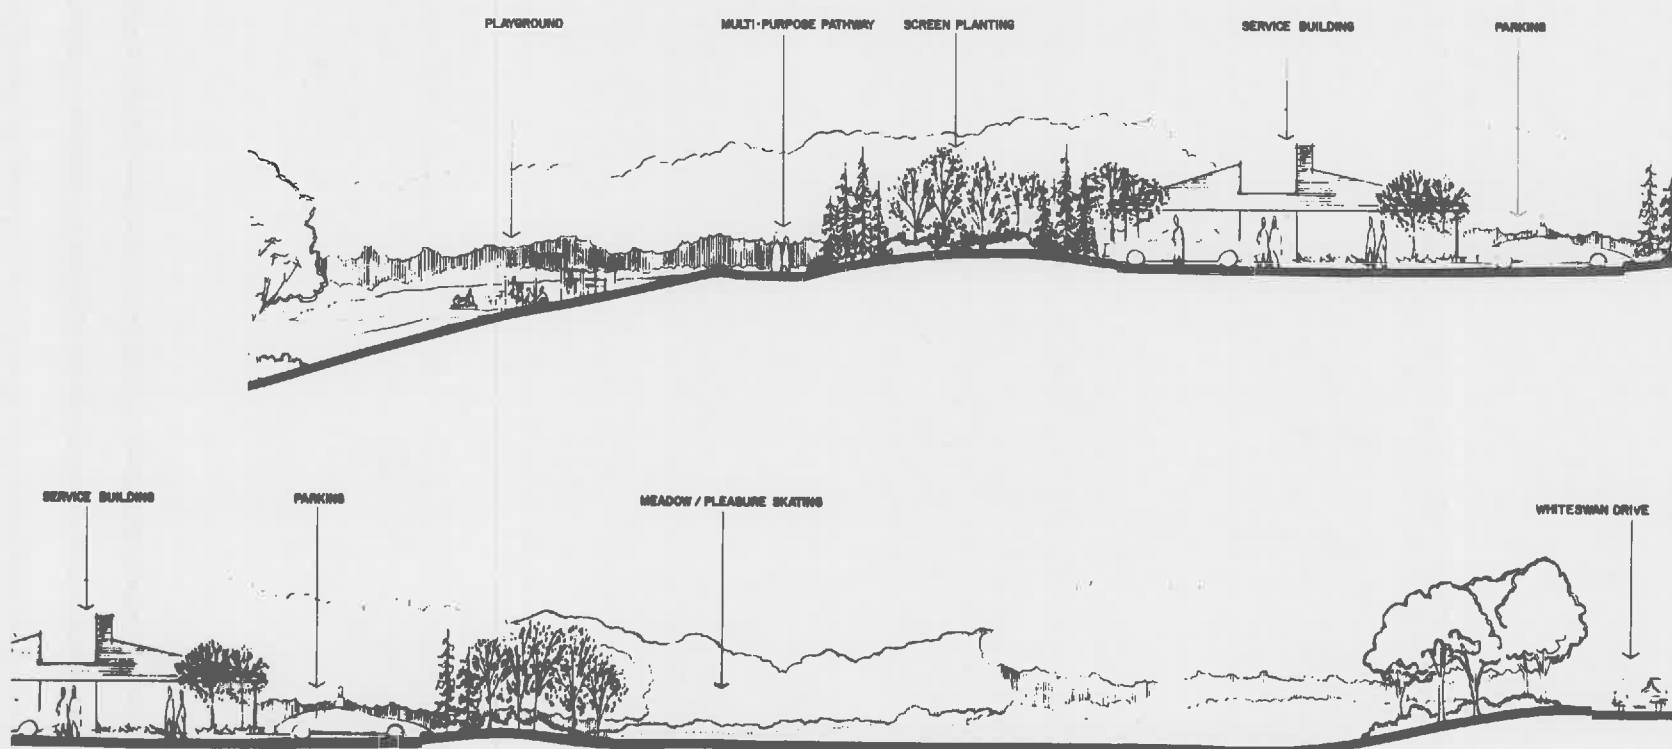 PLAYGROUND
MULTI-PURPOSE PATHWAY
SCREEN PLANTING
SERVICE BUILDING
PARKING
SERVICE BUILDING
PARKING
MEADOW / PLEASURE SKATING
WHITESWAN DRIVE